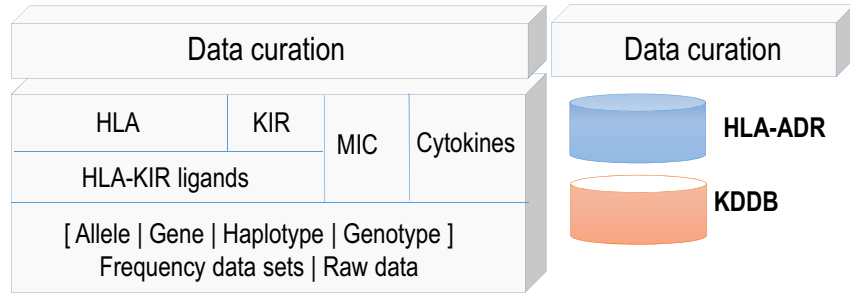 Data curation
HLA
KIR
MIC
Cytokines
HLA-KIR ligands
[ Allele | Gene | Haplotype | Genotype ]
Frequency data sets | Raw data
Data curation
HLA-ADR
KDDB